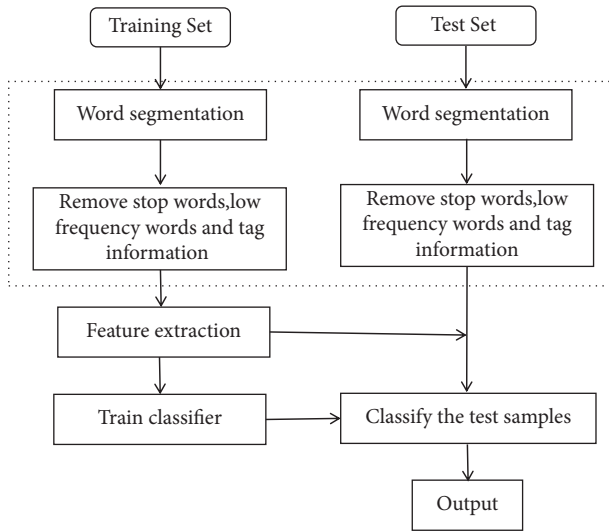 Training Set
Test Set
Word segmentation
Word segmentation
Remove stop words,low
frequency words and tag
information
Remove stop words,low
frequency words and tag
information
Feature extraction
Train classifier
Classify the test samples
Output